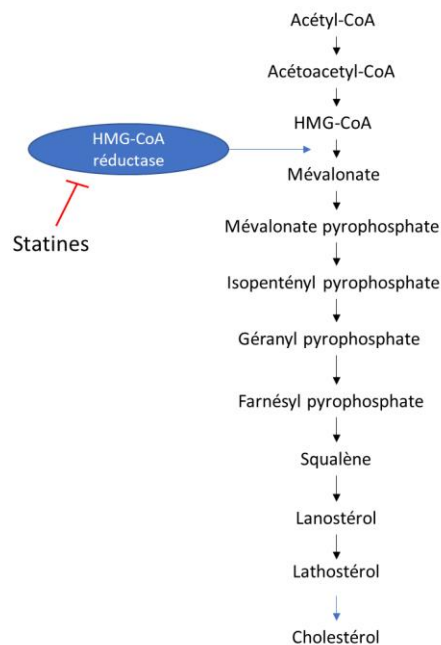 Acétyl-CoA
Acétoacetyl-CoA
HMG-CoA
HMG-CoA
réductase
Mévalonate
Statines
Mévalonate pyrophosphate
Isopentényl pyrophosphate
Géranyl pyrophosphate
Farnésyl pyrophosphate
Squalène
Lanostérol
Lathostérol
Cholestérol